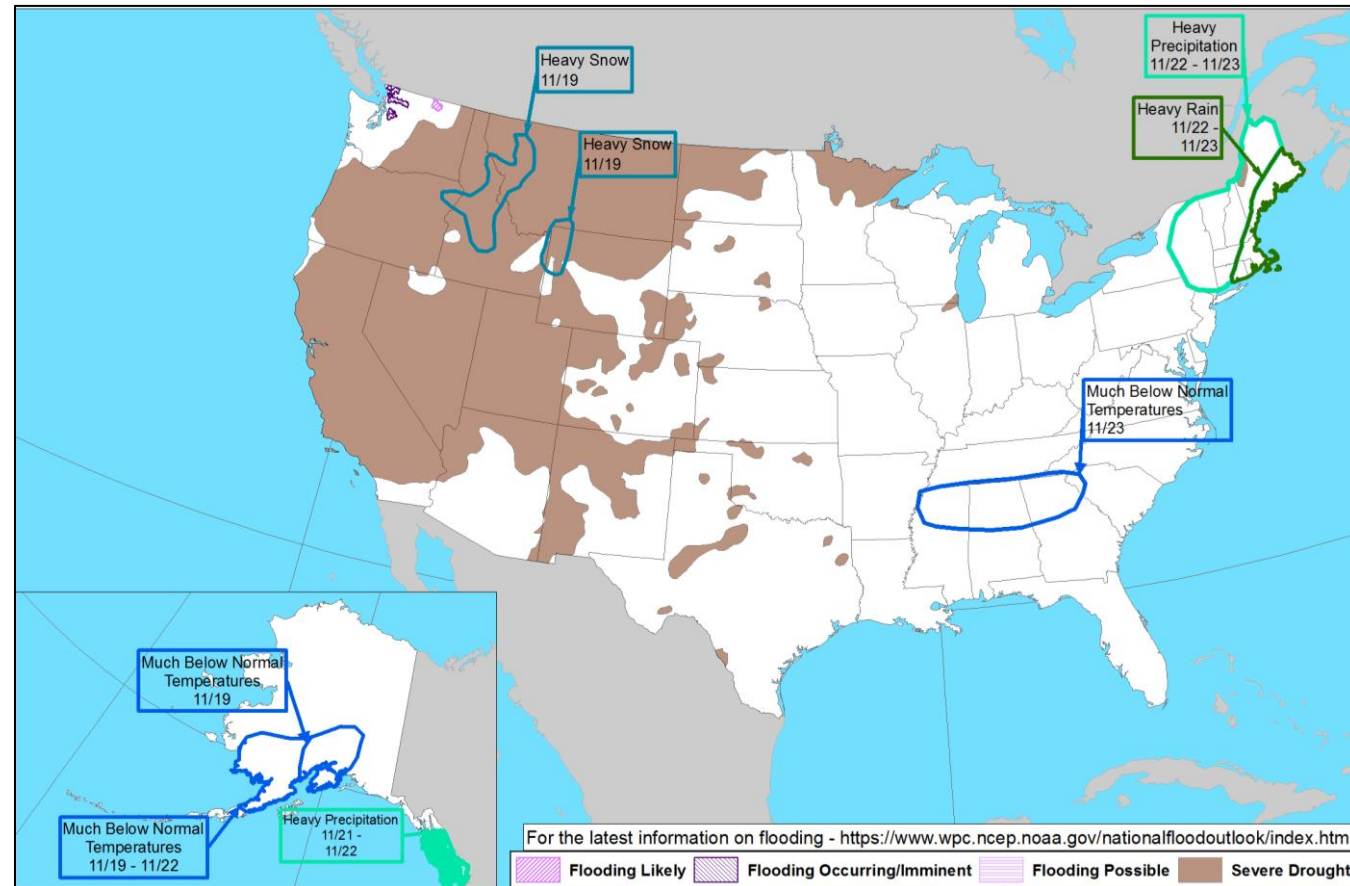 Heavy Snow
11/19
Heavy Snow
11/19
Heavy
Precipitation
11/22 - 11/23
Heavy Rain
11/22 -
11/23
Much Below Normal
Temperatures
11/23
Much Below Normal
Temperatures
11/19
Much Below Normal
Temperatures
11/19 - 11/22
Heavy Precipitation
11/21 -
11/22
For the latest information on flooding - https://www.wpc.ncep.noaa.gov/nationalfloodoutlook/index.htm
Flooding Likely Flooding Occurring/Imminent Flooding Possible Severe Drought